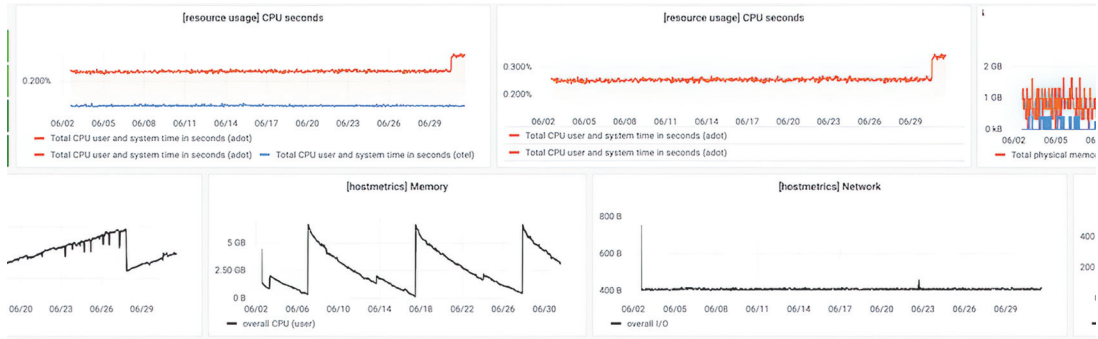 [resource usage] CPU seconds
0.200%
06/02 06/05 06/08 06/11 06/14 06/17 06/20 06/23 06/26 06/29
Total CPU user and system time in seconds (adot)
Total CPU user and system time in seconds (adot) Total CPU user and system time in seconds (otel)
[resource usage] CPU seconds
0.300%
0.200%
06/02 06/05 06/08 06/11 06/14 06/17 06/20 06/23 06/26 06/29
Total CPU user and system time in seconds (adot)
Total CPU user and system time in seconds (adot)
2 GB
1 GB
0 kB
06/02 06/05
Total physical memor
06/20 06/23 06/26 06/29
[hostmetrics] Memory
5 GB
2.50 GB
0 B
06/02 06/06 06/10 06/14 06/18 06/22 06/26 06/30
overall CPU (user)
[hostmetrics] Network
800 B
600 B
400 B
06/02 06/05 06/08 06/11 06/14 06/17 06/20 06/23 06/26 06/29
overall I/O
400
200